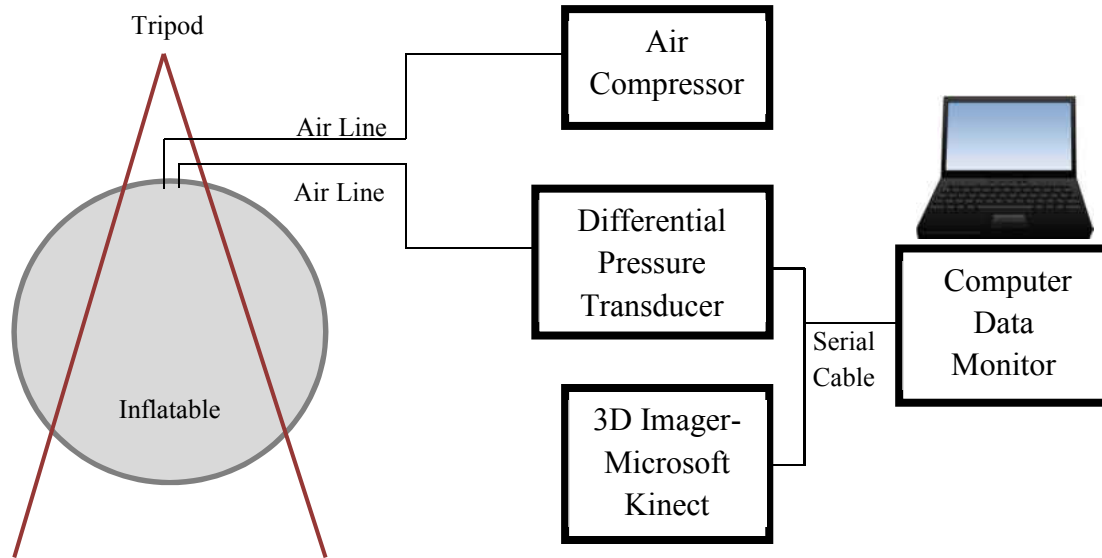 Tripod
Air
Compressor
Air Line
Air Line
Differential
Pressure
Transducer
Computer
Data
Monitor
Serial
Cable
Inflatable
3D Imager-
Microsoft
Kinect